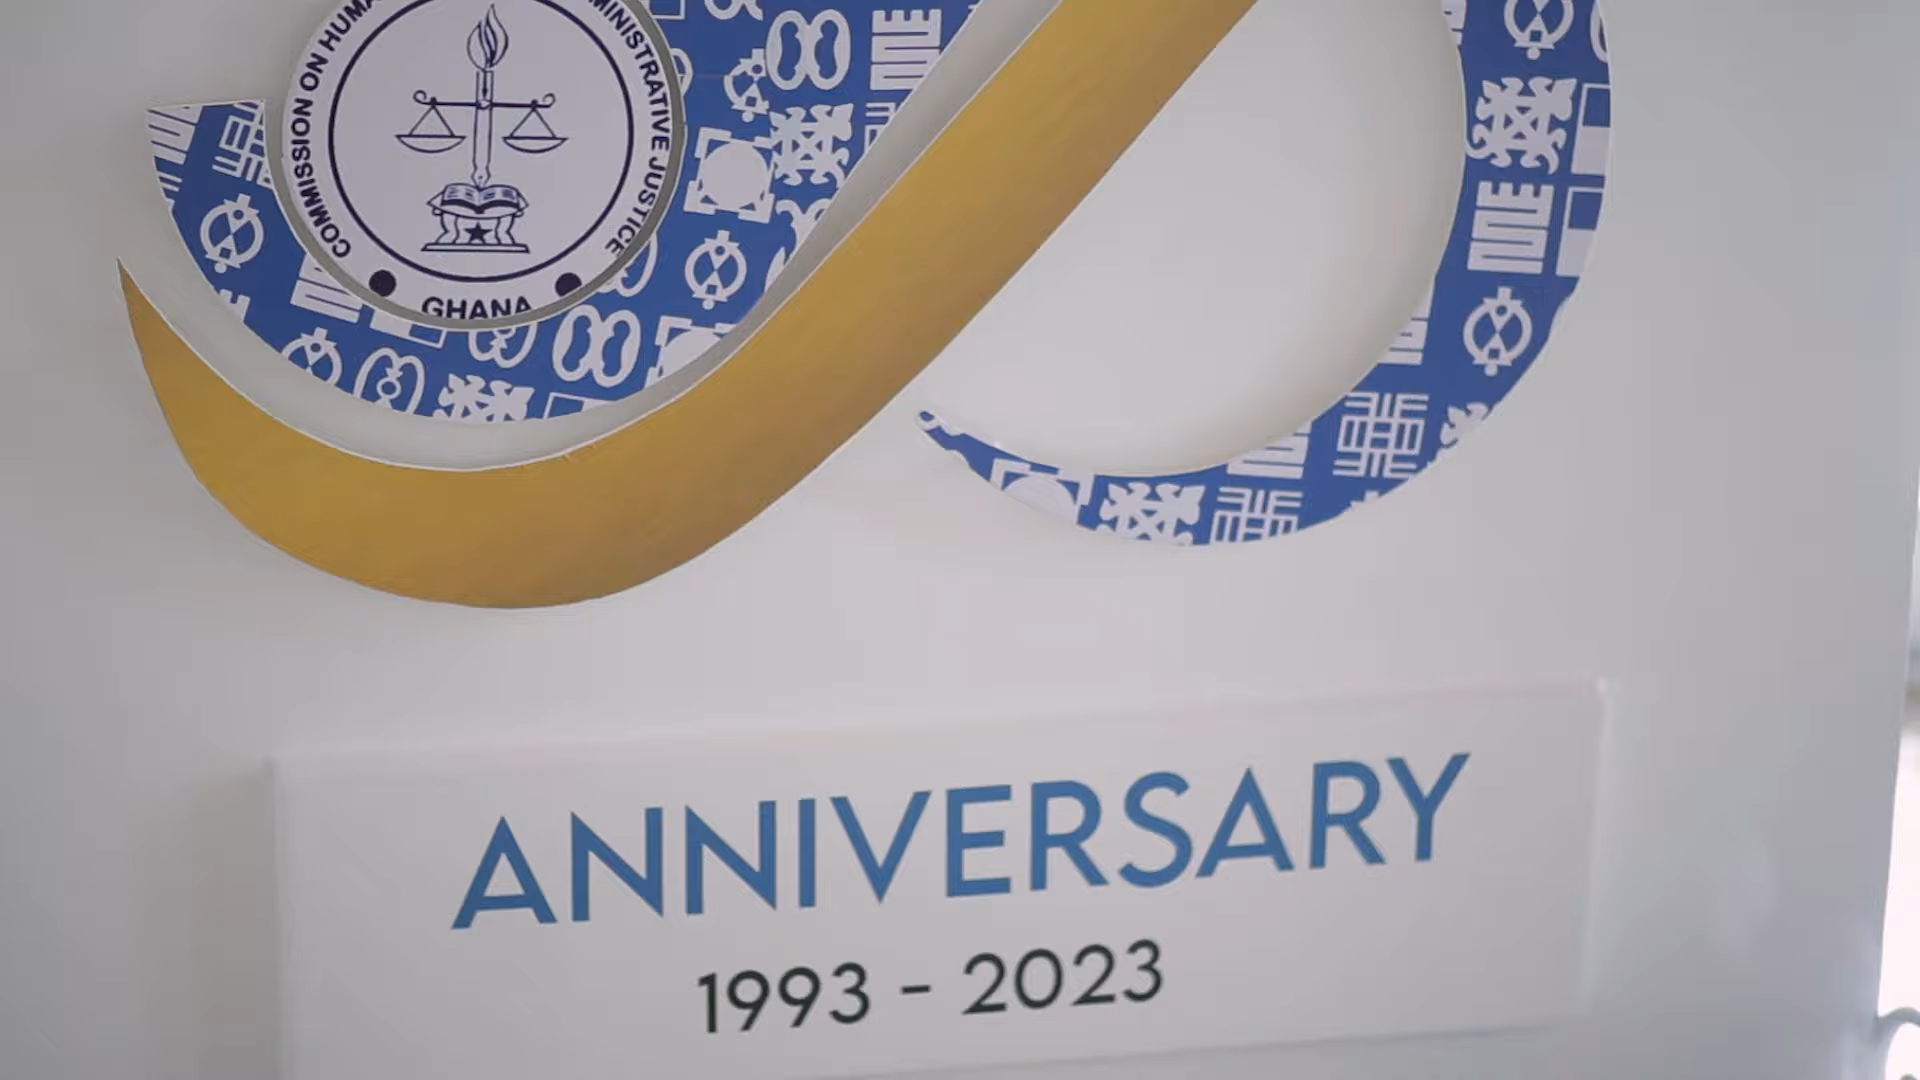 COMMISSION ON HUMA
MINISTRATIVE JUSTICE
GHANA
ANNIVERSARY
1993 - 2023